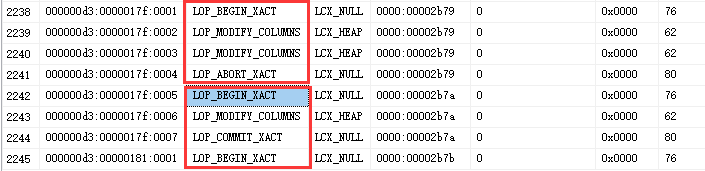 2238 000000d3:0000017f:0001 LOP_BEGIN_XACT LCX_NULL 0000:00002b79 0 0x0000 76
2239 000000d3:0000017f:0002 LOP_MODIFY_COLUMNS LCX_HEAP 0000:00002b79 0 0x0000 62
2240 000000d3:0000017f:0003 LOP_MODIFY_COLUMNS LCX_HEAP 0000:00002b79 0 0x0000 62
2241 000000d3:0000017f:0004 LOP_ABORT_XACT LCX_NULL 0000:00002b79 0 0x0000 80
2242 000000d3:0000017f:0005 LOP_BEGIN_XACT LCX_NULL 0000:00002b7a 0 0x0000 76
2243 000000d3:0000017f:0006 LOP_MODIFY_COLUMNS LCX_HEAP 0000:00002b7a 0 0x0000 62
2244 000000d3:0000017f:0007 LOP_COMMIT_XACT LCX_NULL 0000:00002b7a 0 0x0000 80
2245 000000d3:00000181:0001 LOP_BEGIN_XACT LCX_NULL 0000:00002b7b 0 0x0000 76